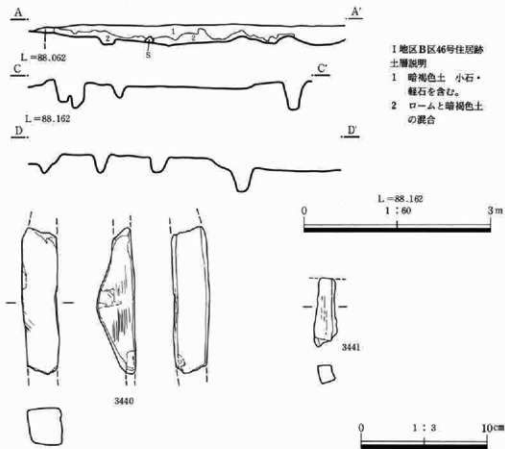 A A'
1
2 2
S
L=88.062
C C'
L=88.162
D D'
I地区B区46号住居跡
土層説明
1 暗褐色土 小石・
軽石を含む。
2 ロームと暗褐色土
の混合
L=88.162
0 1:60 3m
3440
3441
0 1:3 10cm